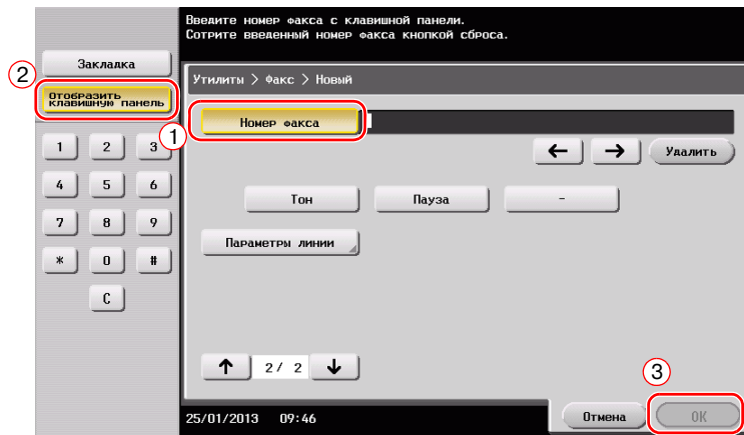 Введите номер факса с клавишной панели.
Сотрите введенный номер факса кнопкой сброса.
2
Закладка
Отобразить
клавишную панель
Утилиты > Факс > Новый
1
Номер факса
← → Удалить
1 2 3
4 5 6
7 8 9
* 0 #
C
Тон Пауза -
Параметры линии
↑ 2/ 2 ↓
3
25/01/2013 09:46
Отмена OK